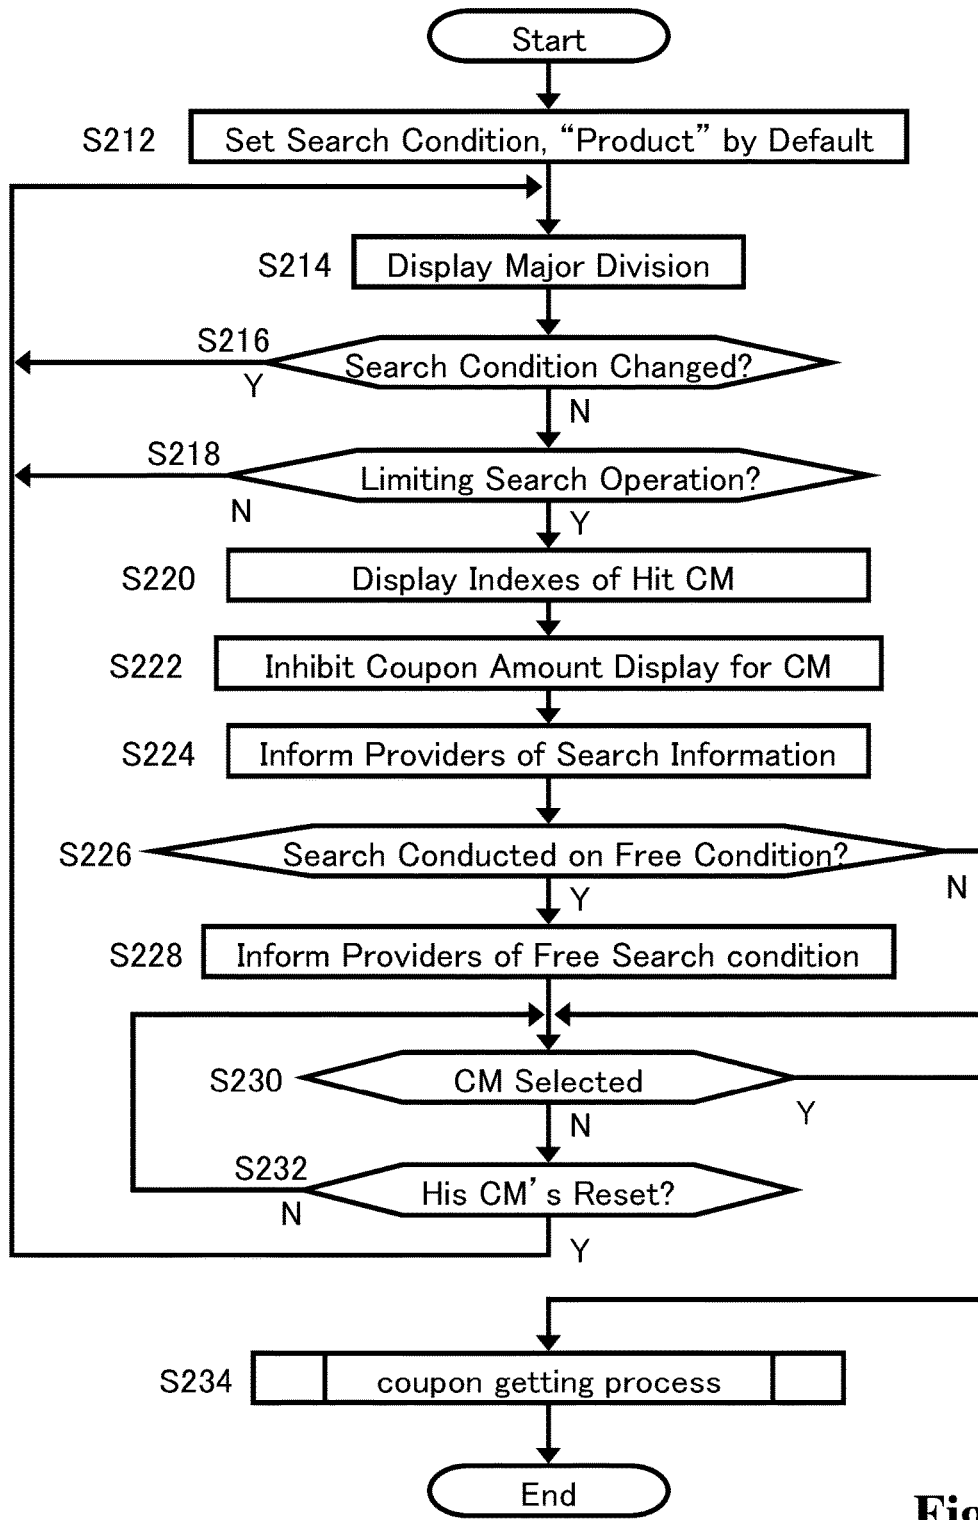 Start
S212
Set Search Condition, “Product” by Default
S214
Display Major Division
S216
Search Condition Changed?
Y
N
S218
Limiting Search Operation?
N
Y
S220
Display Indexes of Hit CM
S222
Inhibit Coupon Amount Display for CM
S224
Inform Providers of Search Information
S226
Search Conducted on Free Condition?
N
Y
S228
Inform Providers of Free Search condition
S230
CM Selected
Y
N
S232
His CM’s Reset?
N
Y
S234
coupon getting process
End
Fig